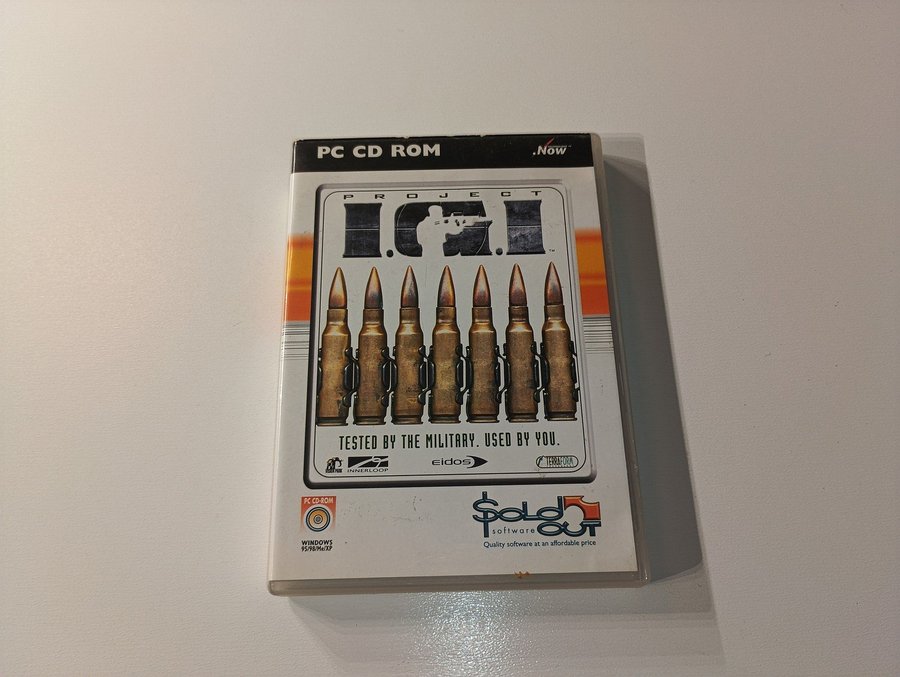 PC CD ROM
.Now
PROJECT
I.G.I
TM
TESTED BY THE MILITARY. USED BY YOU.
INNERLOOP
eidos
PC CD-ROM
WINDOWS
95/98/Me/XP
Sold
software OUT
Quality software at an affordable price